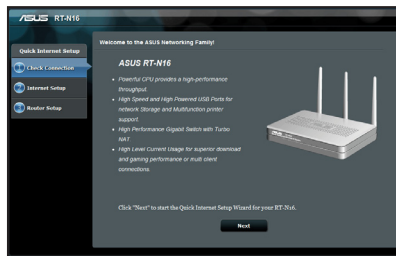 ASUS RT-N16
Quick Internet Setup
Check Connection
Internet Setup
Router Setup
Welcome to the ASUS Networking Family!
ASUS RT-N16
• Powerful CPU provides a high-performance
throughput.
• High Speed and High Powered USB Ports for
network Storage and Multifunction printer
support.
• High Performance Gigabit Switch with Turbo
NAT.
• High Level Current Usage for superior download
and gaming performance or multi client
connections.
Click "Next" to start the Quick Internet Setup Wizard for your RT-N16.
Next